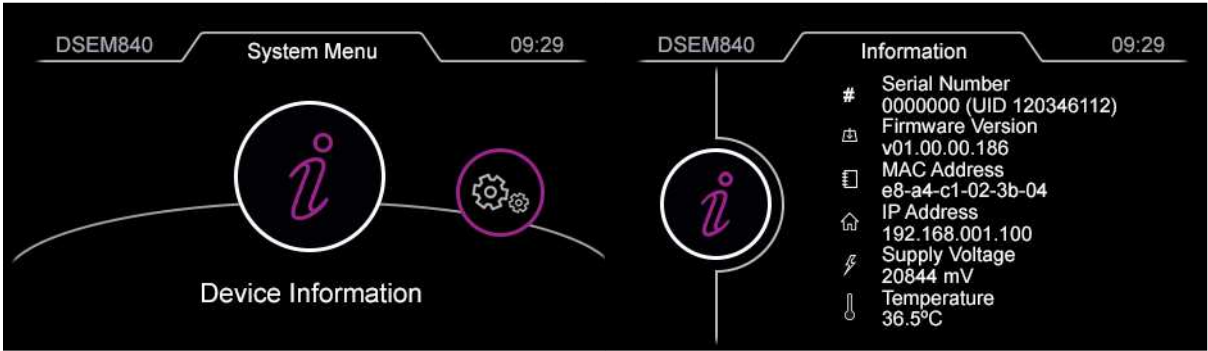 DSEM840
System Menu
09:29
Device Information
DSEM840
Information
09:29
# Serial Number
0000000 (UID 120346112)
Firmware Version
v01.00.00.186
MAC Address
e8-a4-c1-02-3b-04
IP Address
192.168.001.100
Supply Voltage
20844 mV
Temperature
36.5ºC